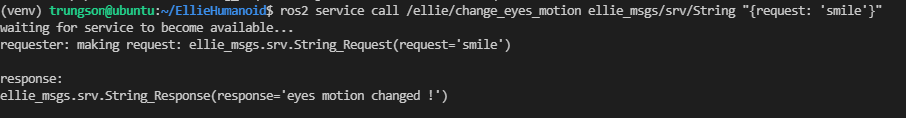 (venv) trungson@ubuntu:~/EllieHumanoid$ ros2 service call /ellie/change_eyes_motion ellie_msgs/srv/String "{request: 'smile'}"
waiting for service to become available...
requester: making request: ellie_msgs.srv.String_Request(request='smile')

response:
ellie_msgs.srv.String_Response(response='eyes motion changed !')